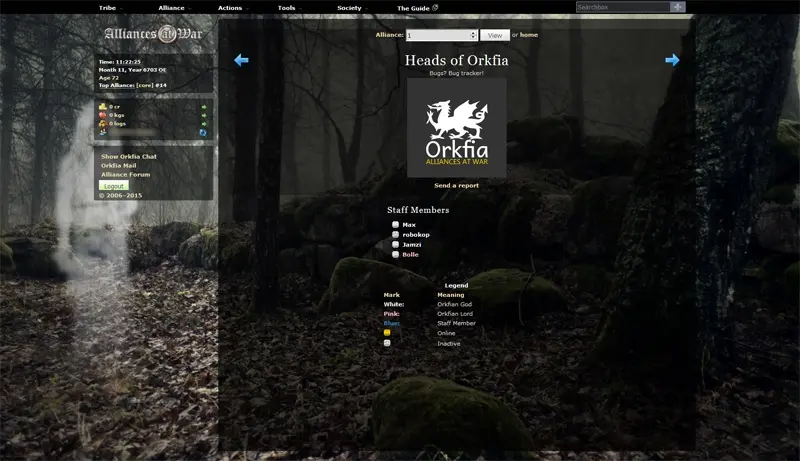 Tribe
Alliance
Actions
Tools
Society
The Guide
Searchbox
Alliances at War
Time: 11:22:25
Month 11, Year 6703 OE
Age 72
Top Alliance: [core] #14
0 cr
0 kgs
0 logs
Show Orkfia Chat
Orkfia Mail
Alliance Forum
Logout
© 2006-2015
Alliance: 1 View or home
Heads of Orkfia
Bugs? Bug tracker!
Orkfia
ALLIANCES AT WAR
Send a report
Staff Members
Max
robokop
Jamzi
Bolle
Legend
Mark Meaning
White: Orkfian God
Pink: Orkfian Lord
Blue: Staff Member
Online
Inactive